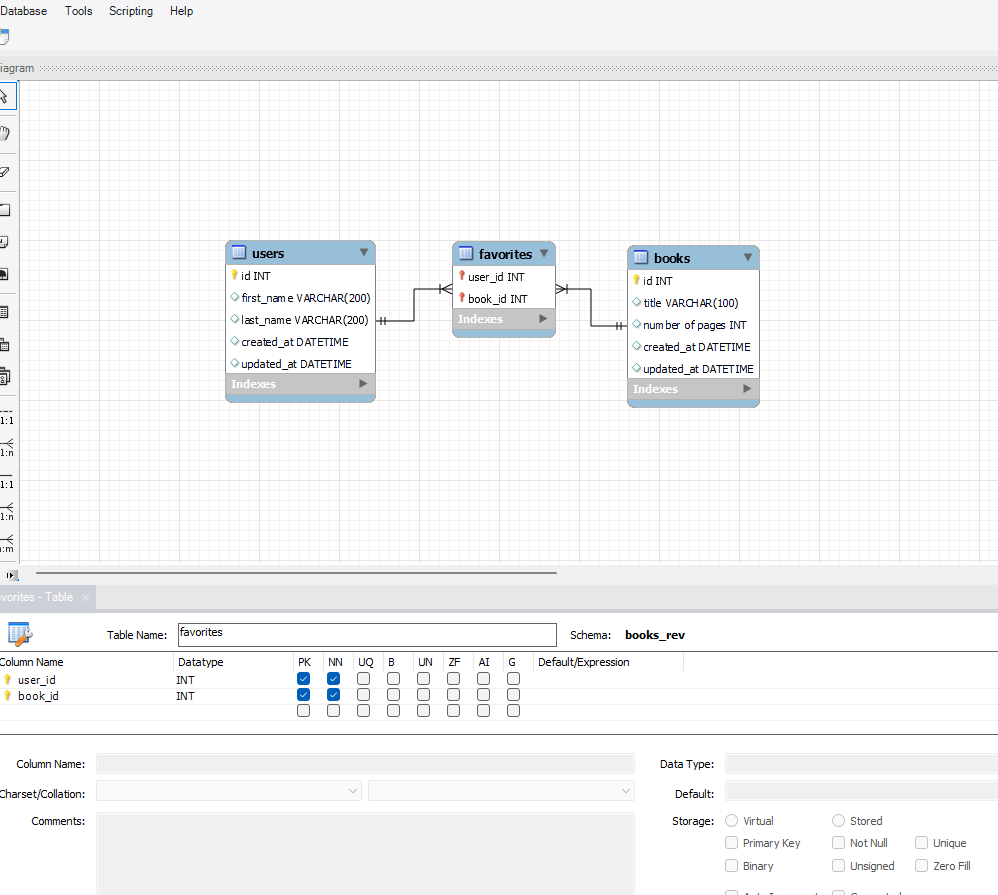 Database Tools Scripting Help
iagram
users
id INT
first_name VARCHAR(200)
last_name VARCHAR(200)
created_at DATETIME
updated_at DATETIME
Indexes
favorites
user_id INT
book_id INT
Indexes
books
id INT
title VARCHAR(100)
number of pages INT
created_at DATETIME
updated_at DATETIME
Indexes
1:1
1:n
1:1
1:n
n:m
vorites - Table
Table Name: favorites Schema: books_rev
Column Name Datatype PK NN UQ B UN ZF AI G Default/Expression
user_id INT
book_id INT
Column Name: Data Type:
Charset/Collation: Default:
Comments: Storage: Virtual Stored
Primary Key Not Null Unique
Binary Unsigned Zero Fill